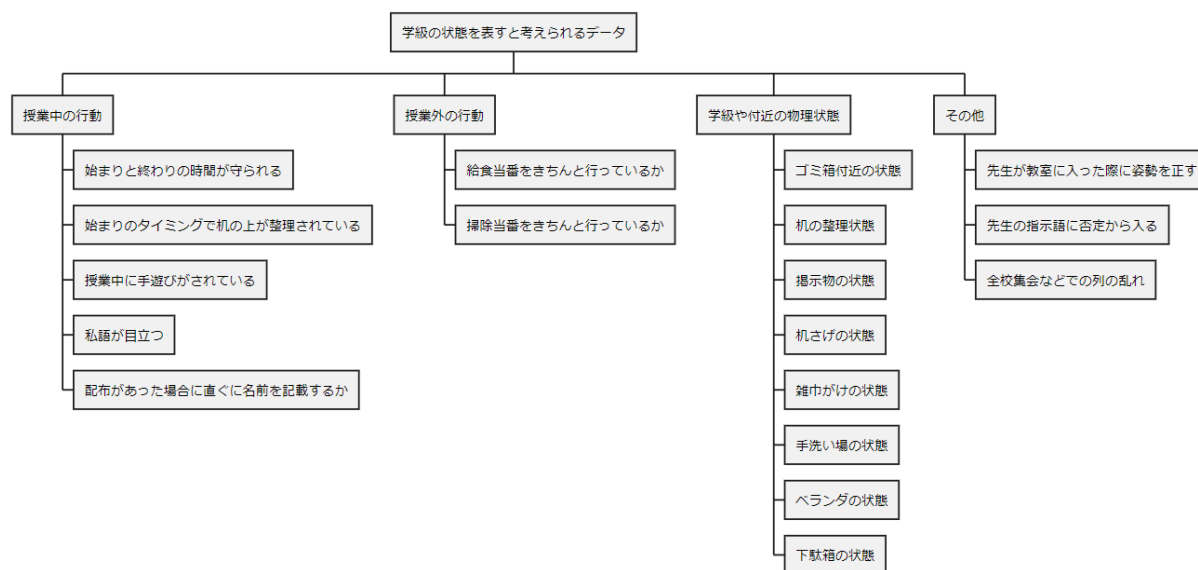 学級の状態を表すと考えられるデータ
授業中の行動
始まりと終わりの時間が守られる
始まりのタイミングで机の上が整理されている
授業中に手遊びがされている
私語が目立つ
配布があった場合に直ぐに名前を記載するか
授業外の行動
給食当番をきちんと行っているか
掃除当番をきちんと行っているか
学級や付近の物理状態
ゴミ箱付近の状態
机の整理状態
掲示物の状態
机さげの状態
雑巾がけの状態
手洗い場の状態
ベランダの状態
下駄箱の状態
その他
先生が教室に入った際に姿勢を正す
先生の指示語に否定から入る
全校集会などでの列の乱れ